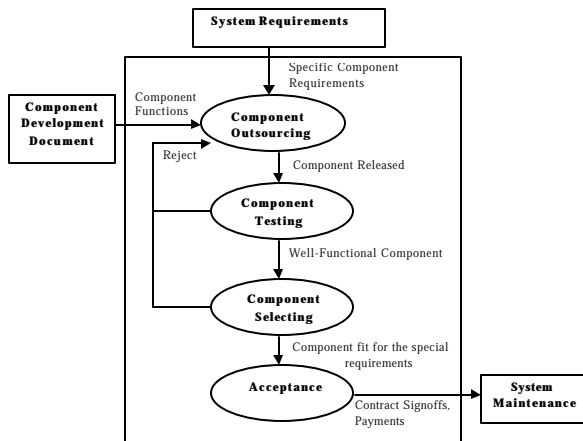 System Requirements
Specific Component
Requirements
Component
Development
Document
Component
Functions
Component
Outsourcing
Reject
Component Released
Component
Testing
Well-Functional Component
Component
Selecting
Component fit for the special
requirements
Acceptance
Contract Signoffs,
Payments
System
Maintenance